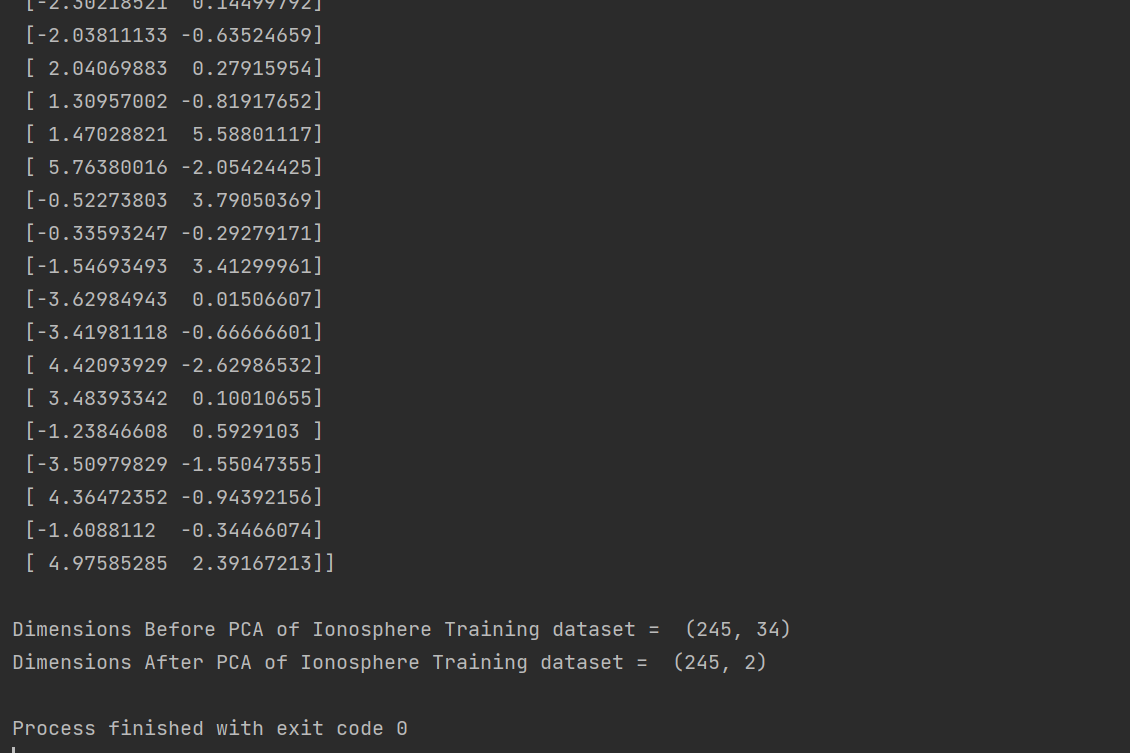 [-2.30218521  0.14499792]
[-2.03811133 -0.63524659]
[ 2.04069883  0.27915954]
[ 1.30957002 -0.81917652]
[ 1.47028821  5.58801117]
[ 5.76380016 -2.05424425]
[-0.52273803  3.79050369]
[-0.33593247 -0.29279171]
[-1.54693493  3.41299961]
[-3.62984943  0.01506607]
[-3.41981118 -0.66666601]
[ 4.42093929 -2.62986532]
[ 3.48393342  0.10010655]
[-1.23846608  0.5929103 ]
[-3.50979829 -1.55047355]
[ 4.36472352 -0.94392156]
[-1.6088112  -0.34466074]
[ 4.97585285  2.39167213]]
Dimensions Before PCA of Ionosphere Training dataset =  (245, 34)
Dimensions After PCA of Ionosphere Training dataset =  (245, 2)
Process finished with exit code 0